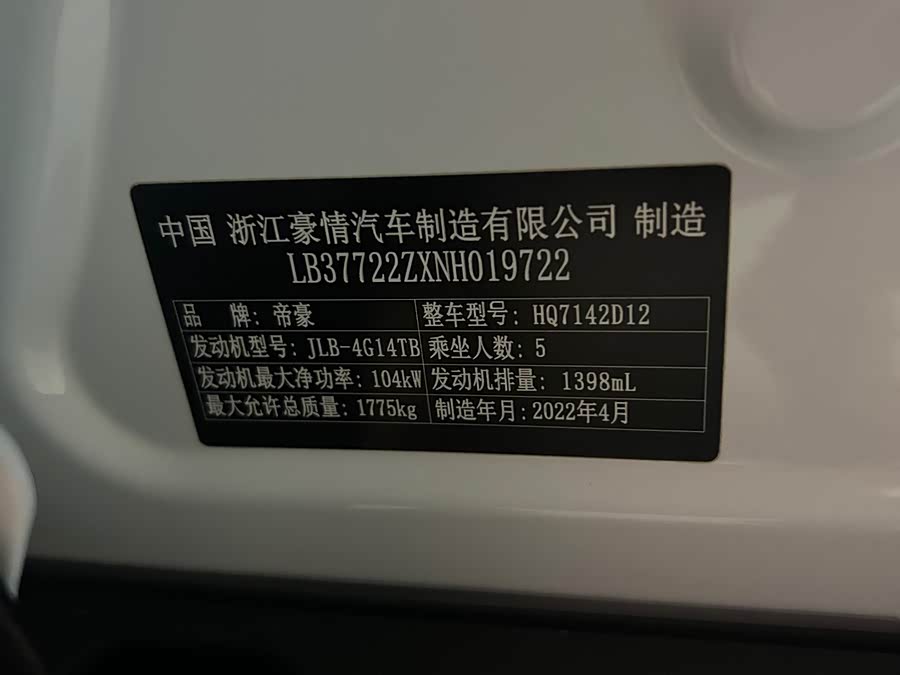 中国 浙江豪情汽车制造有限公司 制造
LB37722ZXNH019722
品 牌: 帝豪 整车型号: HQ7142D12
发动机型号: JLB-4G14TB 乘坐人数: 5
发动机最大净功率: 104kW 发动机排量: 1398mL
最大允许总质量: 1775kg 制造年月: 2022年4月